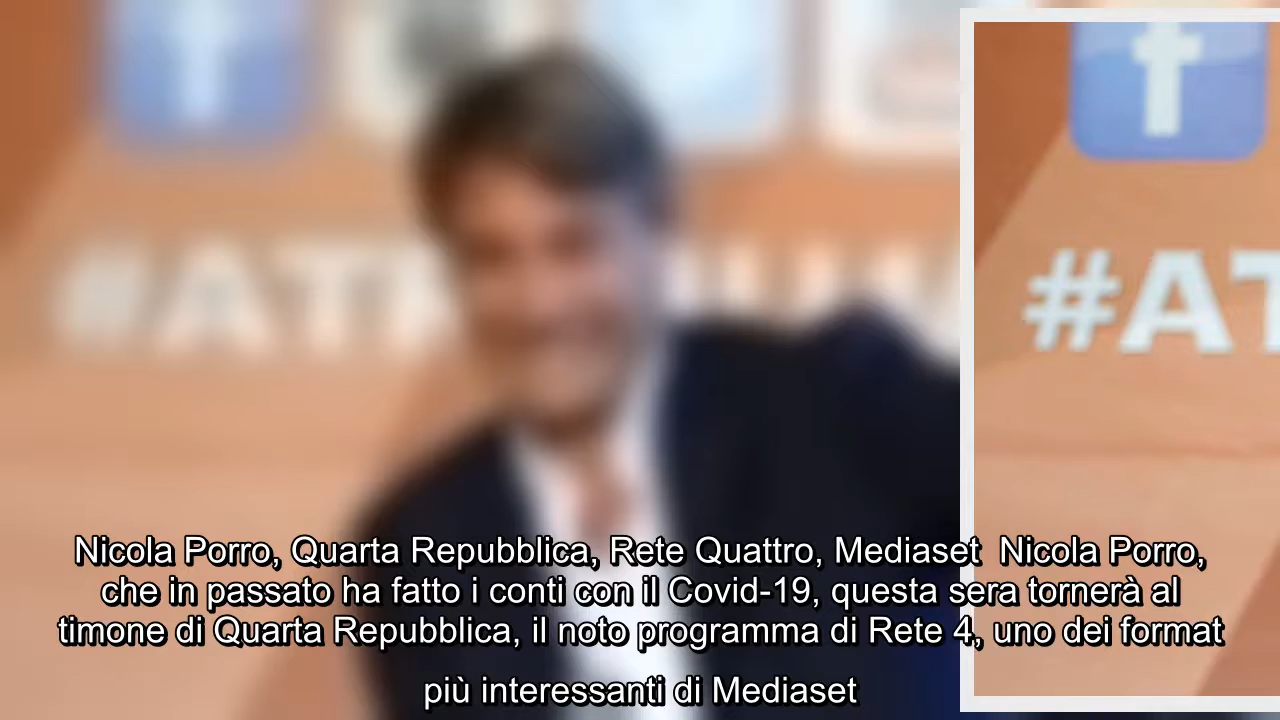 #AT
Nicola Porro, Quarta Repubblica, Rete Quattro, Mediaset  Nicola Porro,
che in passato ha fatto i conti con il Covid-19, questa sera tornerà al
timone di Quarta Repubblica, il noto programma di Rete 4, uno dei format
più interessanti di Mediaset